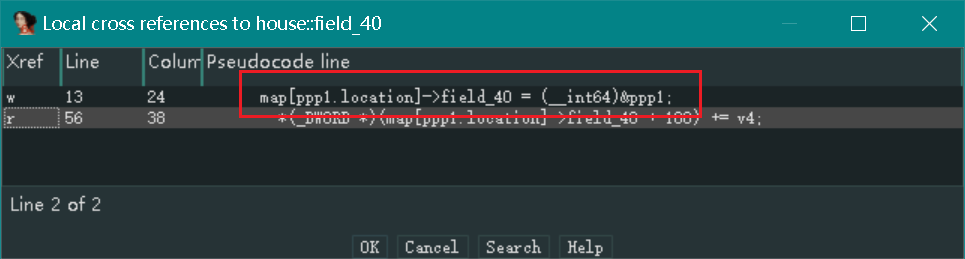 Local cross references to house::field_40
Xref Line Colum Pseudocode line
w 13 24 map[ppp1.location]->field_40 = (__int64)&ppp1;
r 56 38 *(_DWORD *)(map[ppp1.location]->field_40 + 108) += v4;
Line 2 of 2
OK Cancel Search Help